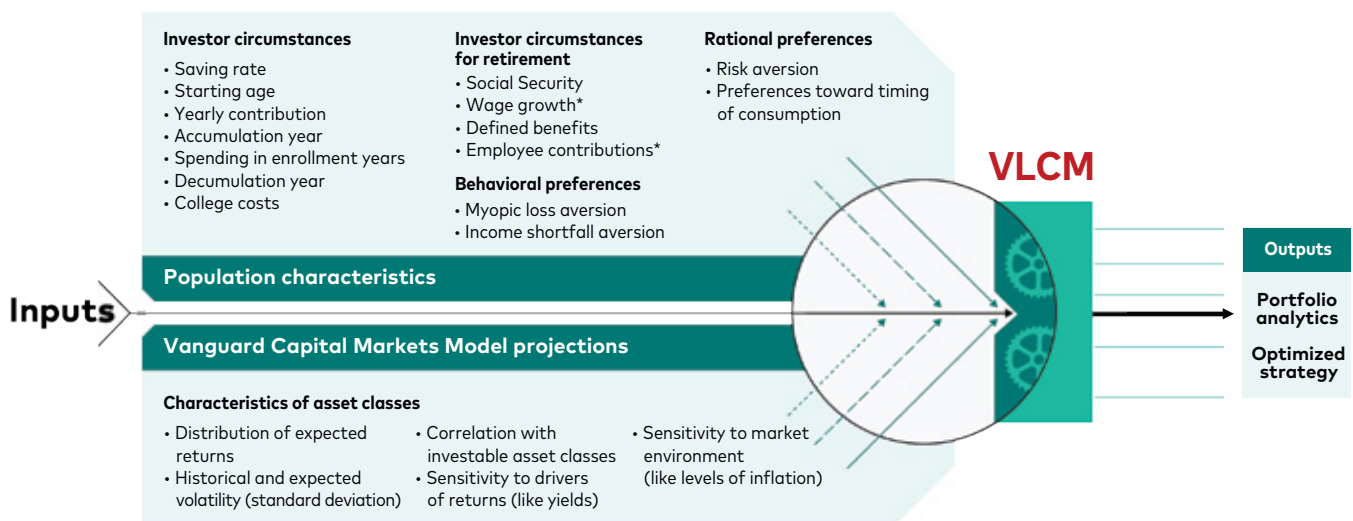 Investor circumstances
• Saving rate
• Starting age
• Yearly contribution
• Accumulation year
• Spending in enrollment years
• Decumulation year
• College costs
Investor circumstances
for retirement
• Social Security
• Wage growth*
• Defined benefits
• Employee contributions*
Behavioral preferences
• Myopic loss aversion
• Income shortfall aversion
Rational preferences
• Risk aversion
• Preferences toward timing
of consumption
VLCM
Population characteristics
Inputs
Vanguard Capital Markets Model projections
Characteristics of asset classes
• Distribution of expected
returns
• Historical and expected
volatility (standard deviation)
• Correlation with
investable asset classes
• Sensitivity to drivers
of returns (like yields)
• Sensitivity to market
environment
(like levels of inflation)
Outputs
Portfolio
analytics
Optimized
strategy